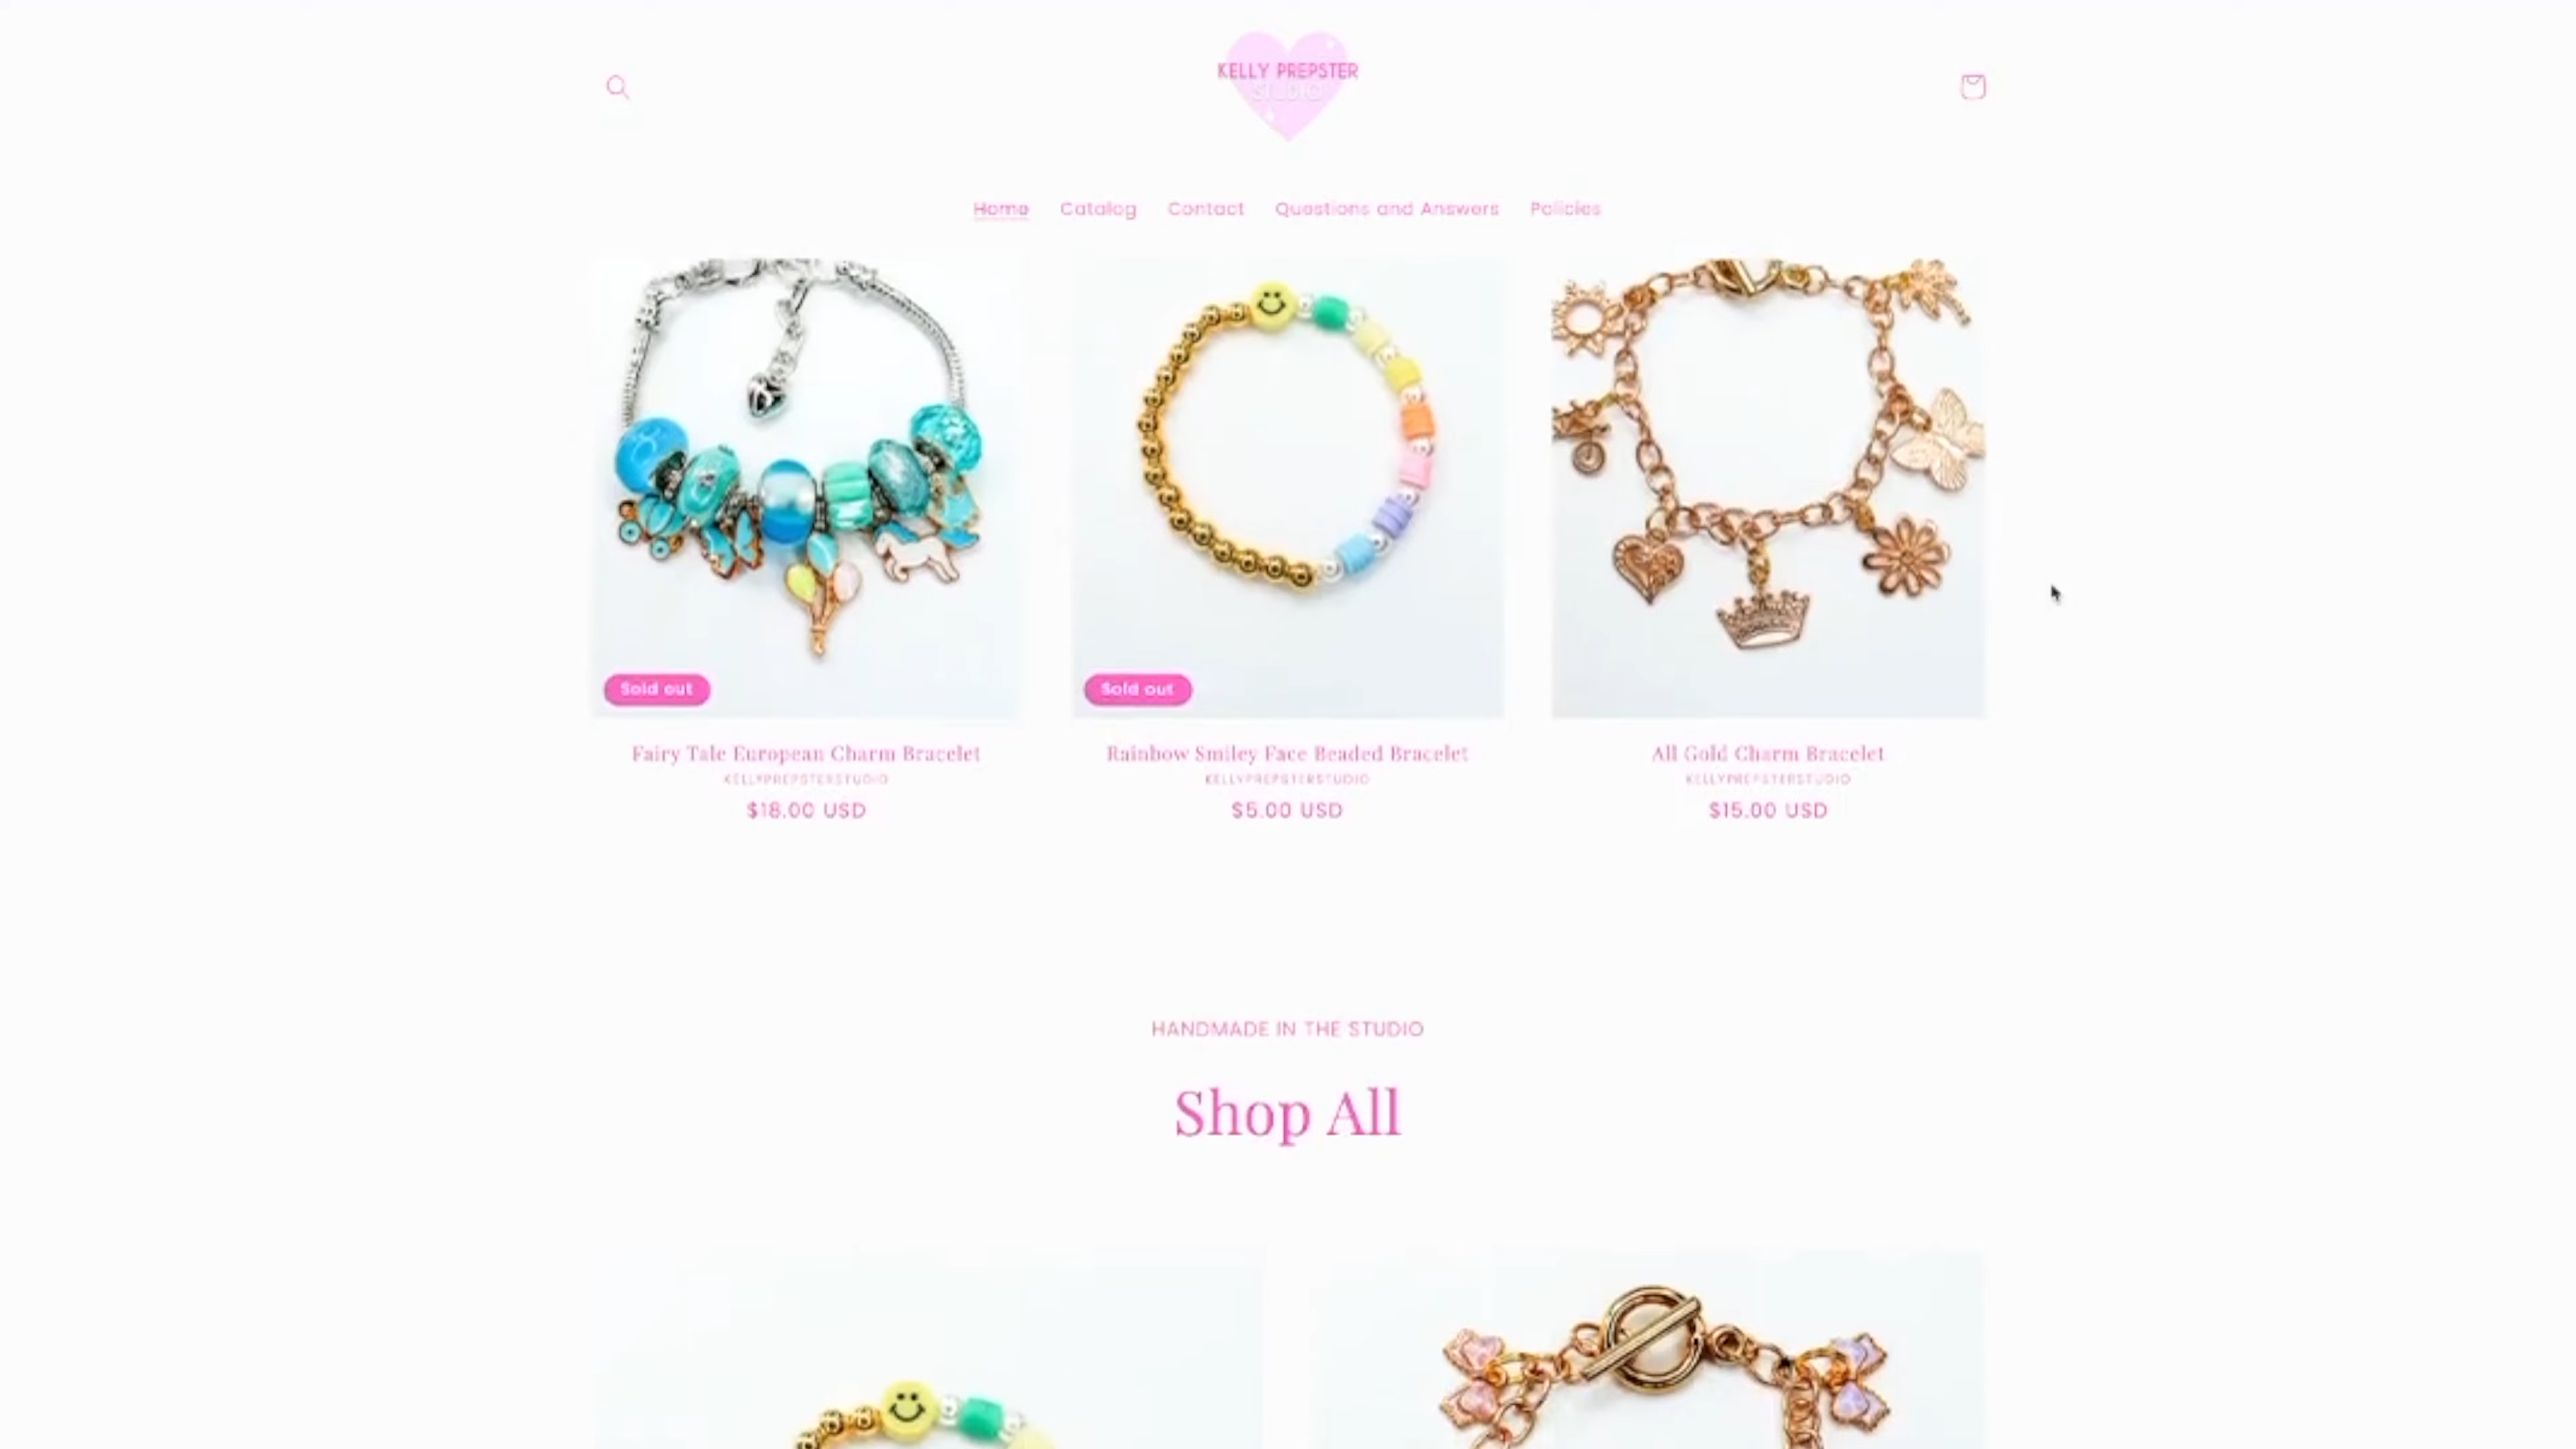 KELLY PREPSTER
STUDIO
Home Catalog Contact Questions and Answers Policies
Sold out
Sold out
Fairy Tale European Charm Bracelet
KELLYPREPSTERSTUDIO
$18.00 USD
Rainbow Smiley Face Beaded Bracelet
KELLYPREPSTERSTUDIO
$5.00 USD
All Gold Charm Bracelet
KELLYPREPSTERSTUDIO
$15.00 USD
HANDMADE IN THE STUDIO
Shop All